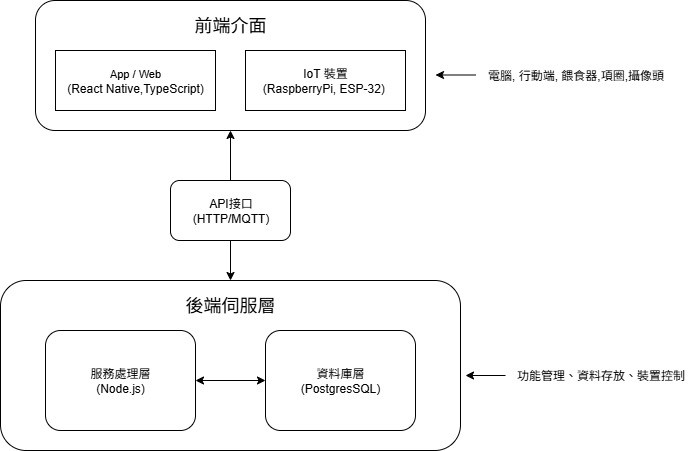 前端介面
App / Web
(React Native,TypeScript)
IoT 裝置
(RaspberryPi, ESP-32)
電腦, 行動端, 餵食器,項圈,攝像頭
API接口
(HTTP/MQTT)
後端伺服層
服務處理層
(Node.js)
資料庫層
(PostgresSQL)
功能管理、資料存放、裝置控制